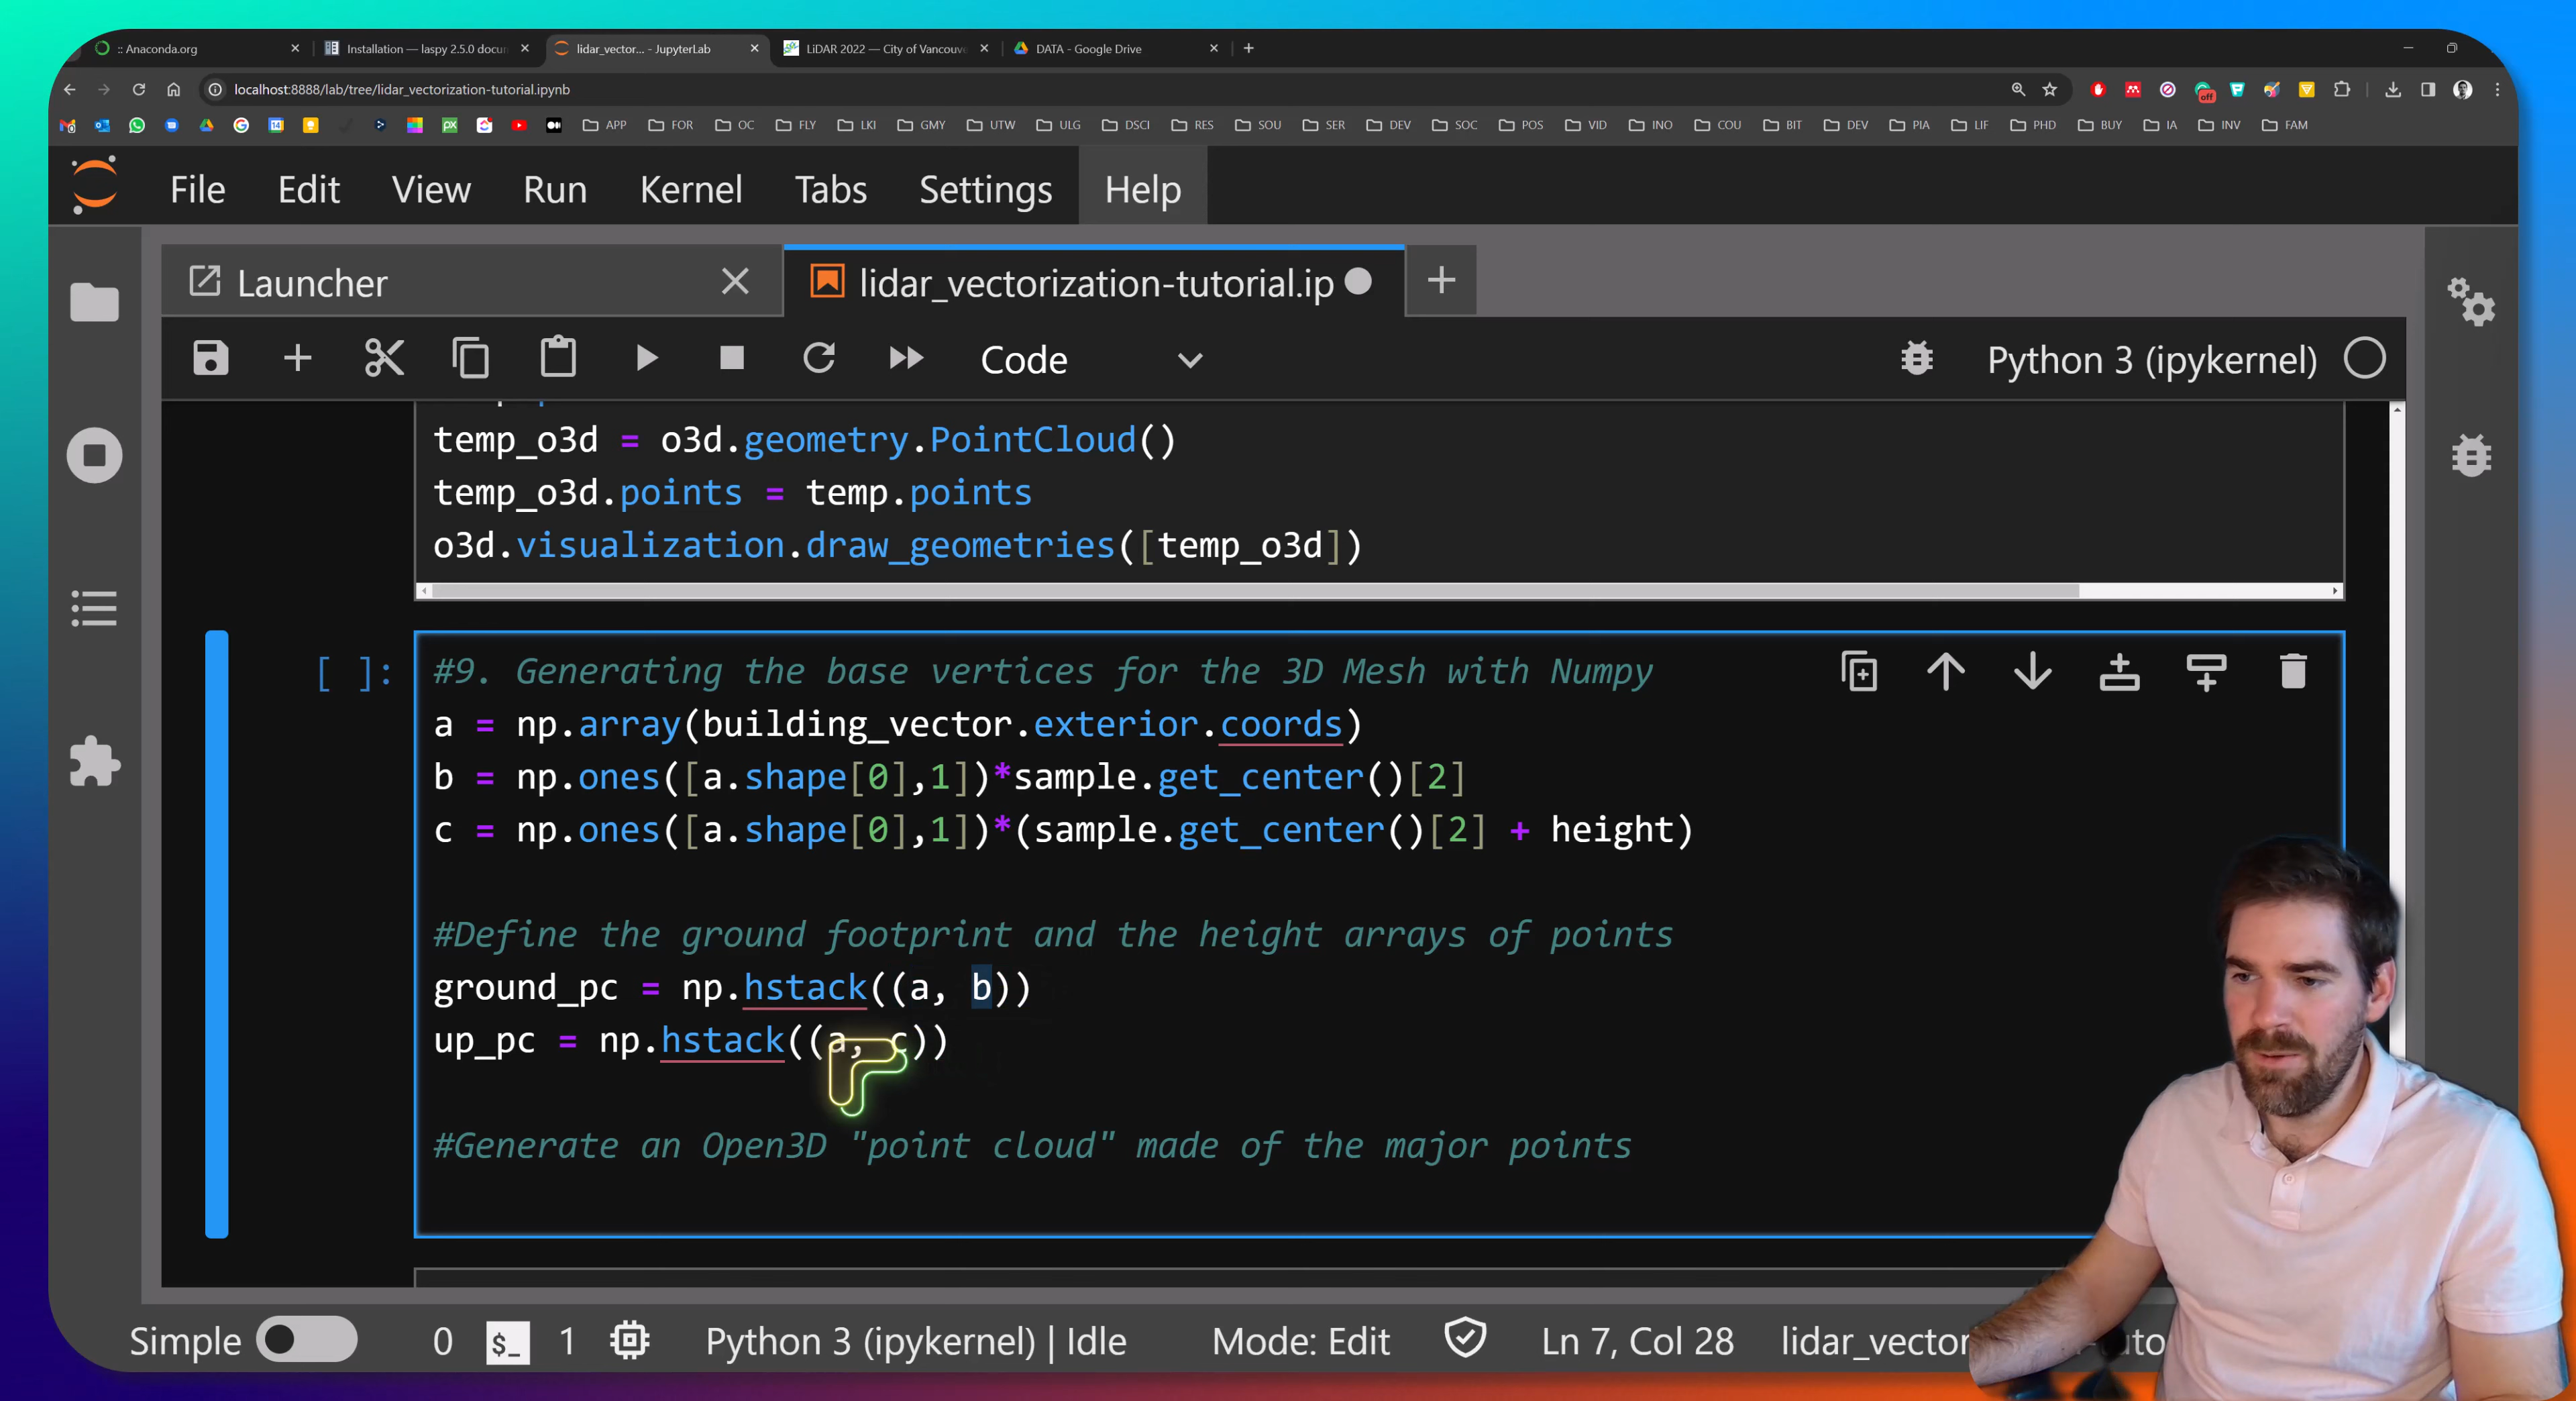 :: Anaconda.org
Installation — laspy 2.5.0 docun
lidar_vector... - JupyterLab
LiDAR 2022 — City of Vancouv
DATA - Google Drive
localhost:8888/lab/tree/lidar_vectorization-tutorial.ipynb
APP FOR OC FLY LKI GMY UTW ULG DSCI RES SOU SER DEV SOC POS VID INO COU BIT DEV PIA LIF PHD BUY IA INV FAM
off
File Edit View Run Kernel Tabs Settings Help
Launcher
lidar_vectorization-tutorial.ip
Code
Python 3 (ipykernel)
temp_o3d = o3d.geometry.PointCloud()
temp_o3d.points = temp.points
o3d.visualization.draw_geometries([temp_o3d])
[ ]:
#9. Generating the base vertices for the 3D Mesh with Numpy
a = np.array(building_vector.exterior.coords)
b = np.ones([a.shape[0],1])*sample.get_center()[2]
c = np.ones([a.shape[0],1])*(sample.get_center()[2] + height)
#Define the ground footprint and the height arrays of points
ground_pc = np.hstack((a, b))
up_pc = np.hstack((a, c))
#Generate an Open3D "point cloud" made of the major points
Simple 0 $_ 1 Python 3 (ipykernel) | Idle Mode: Edit Ln 7, Col 28 lidar_vector